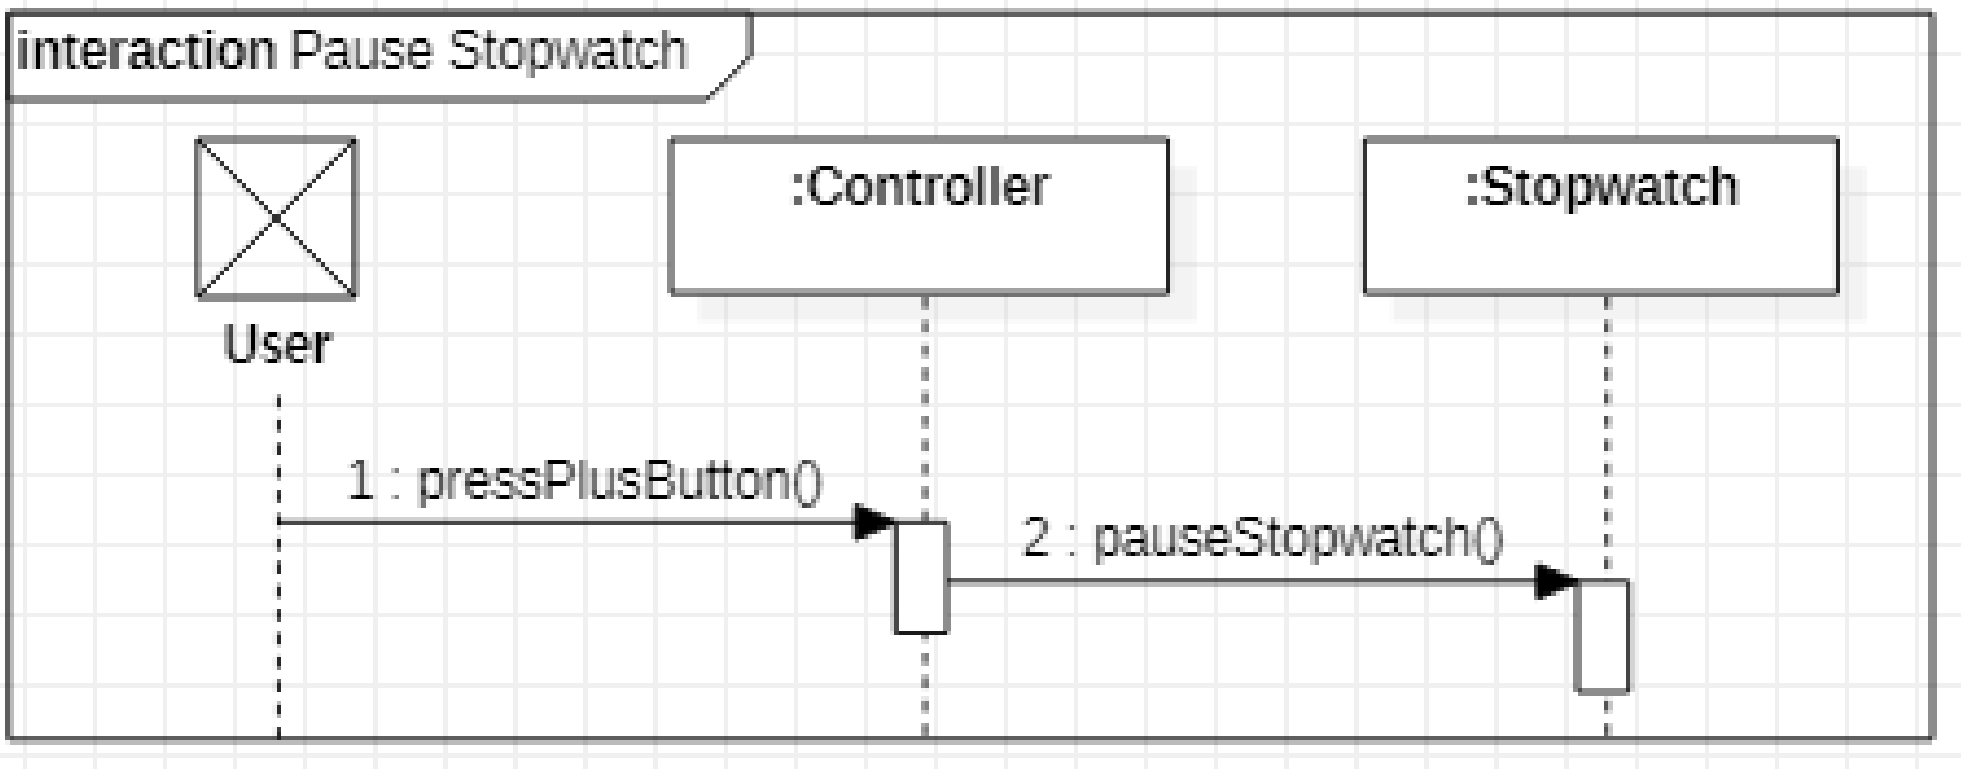 interaction Pause Stopwatch
:Controller
:Stopwatch
User
1 : pressPlusButton()
2 : pauseStopwatch()